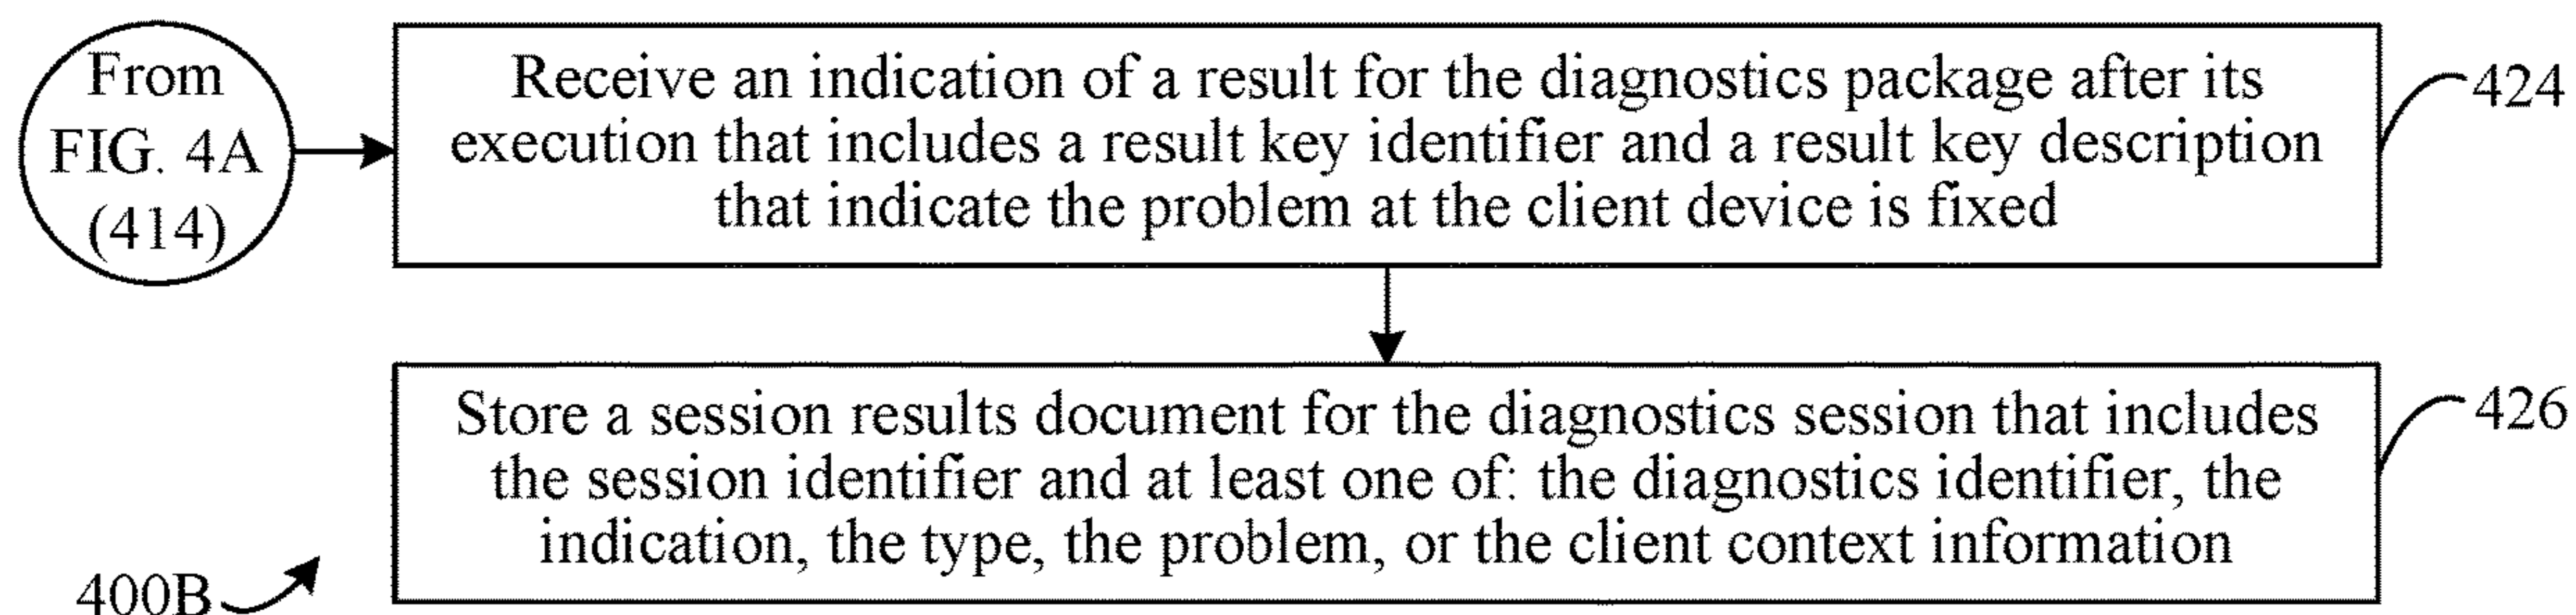 From
FIG. 4A
(414)
Receive an indication of a result for the diagnostics package after its
execution that includes a result key identifier and a result key description
that indicate the problem at the client device is fixed
424
Store a session results document for the diagnostics session that includes
the session identifier and at least one of: the diagnostics identifier, the
indication, the type, the problem, or the client context information
426
400B